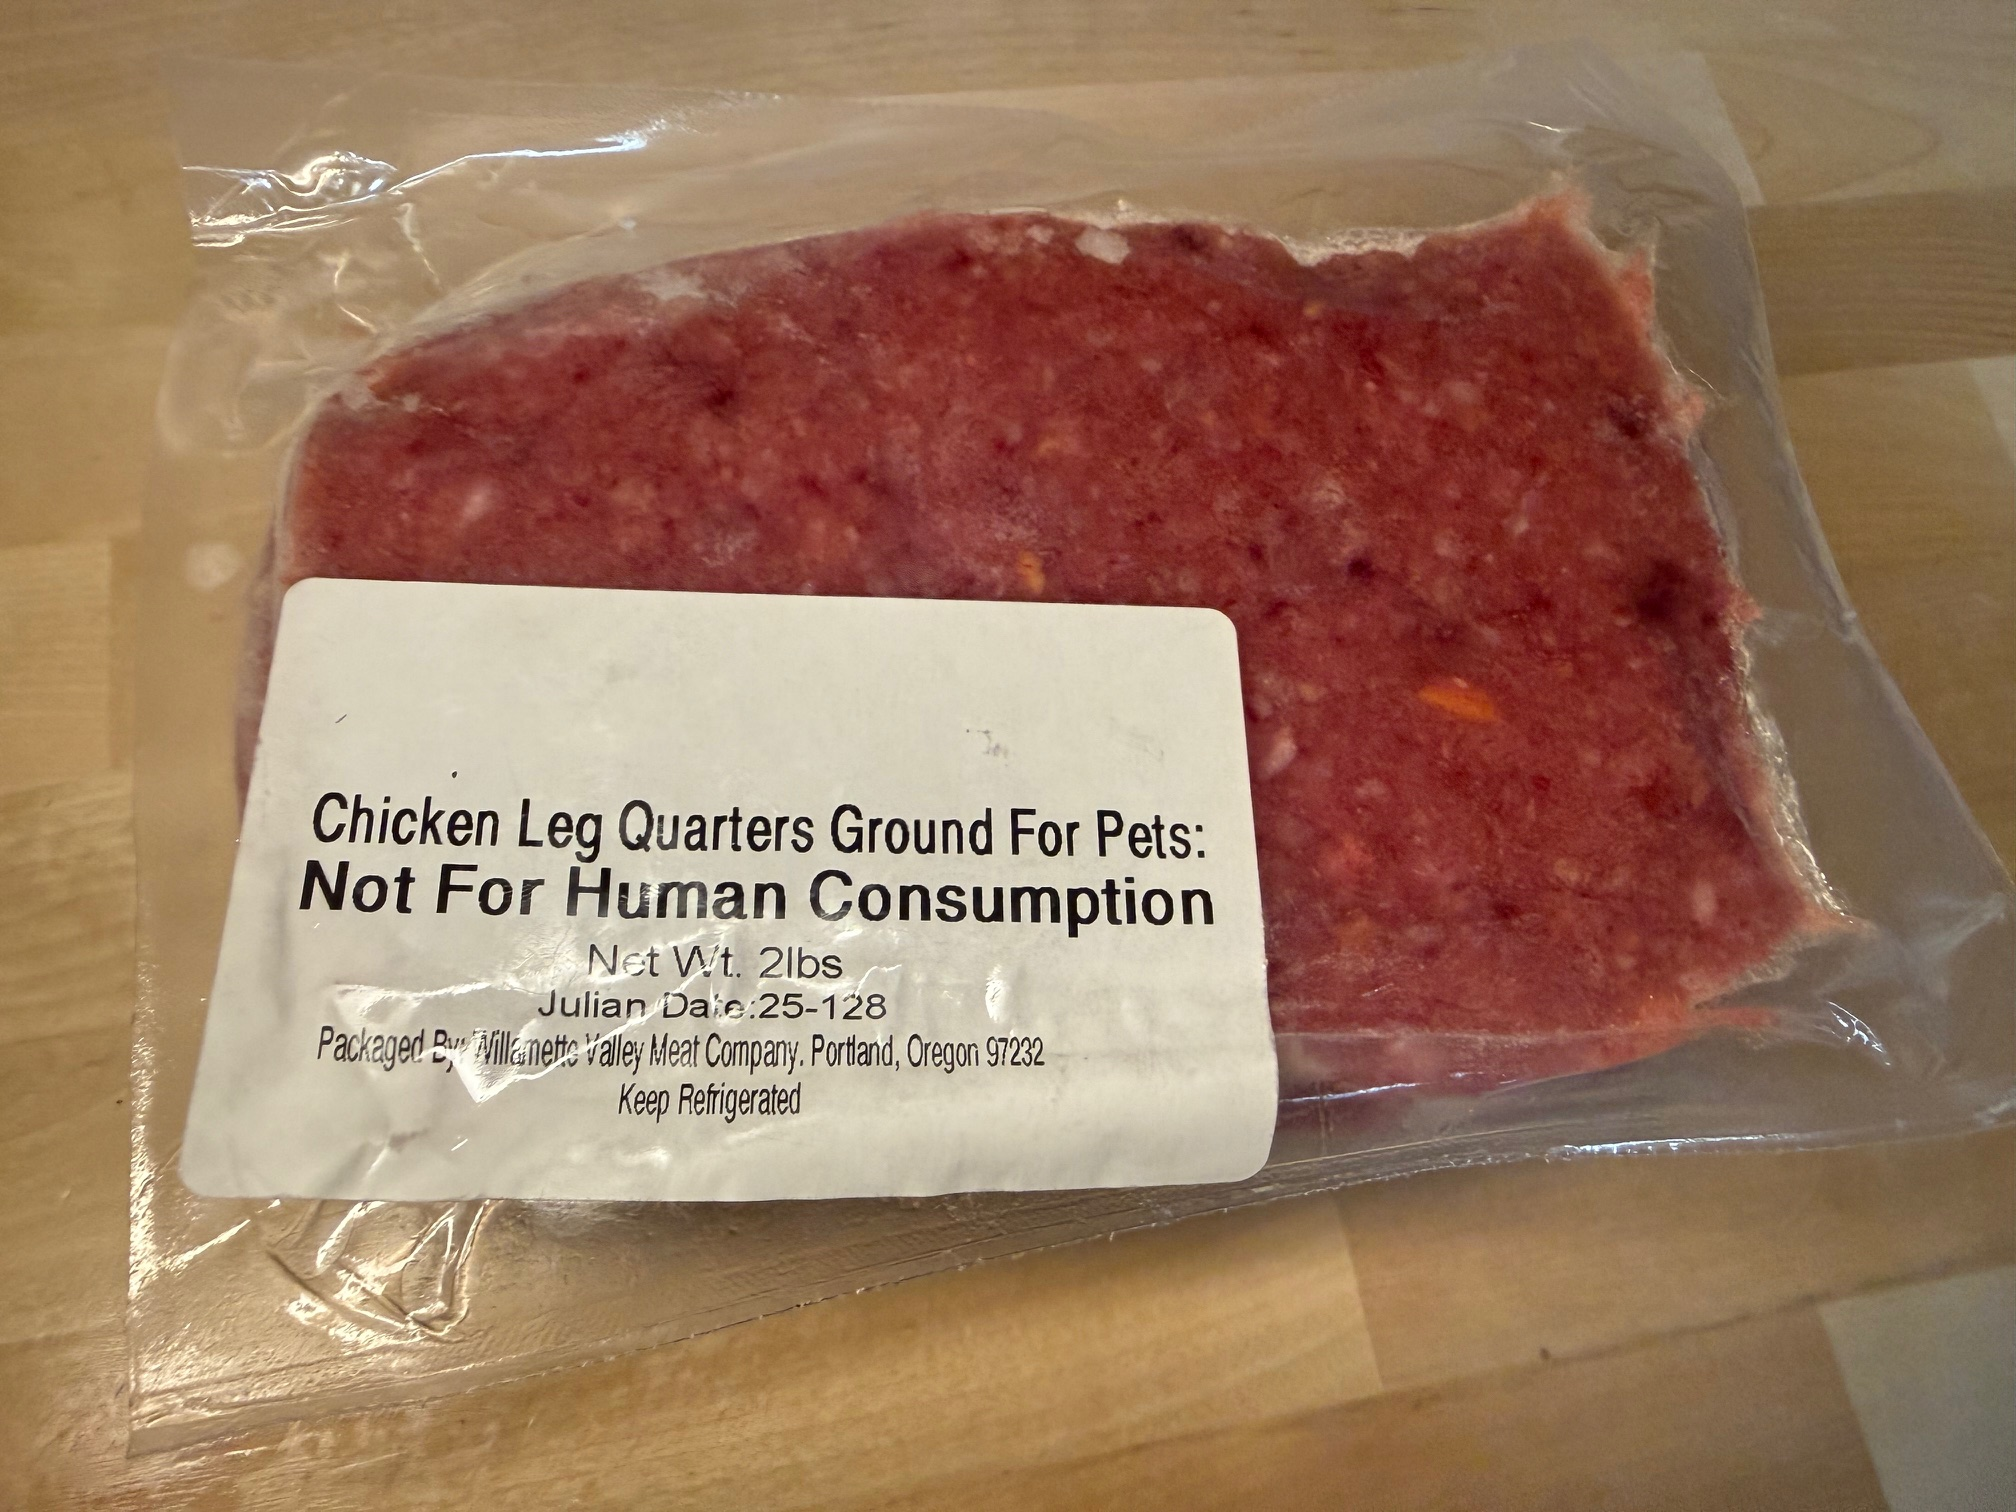 Chicken Leg Quarters Ground For Pets:
Not For Human Consumption
Net Wt. 2lbs
Julian Date:25-128
Packaged By: Willamette Valley Meat Company. Portland, Oregon 97232
Keep Refrigerated